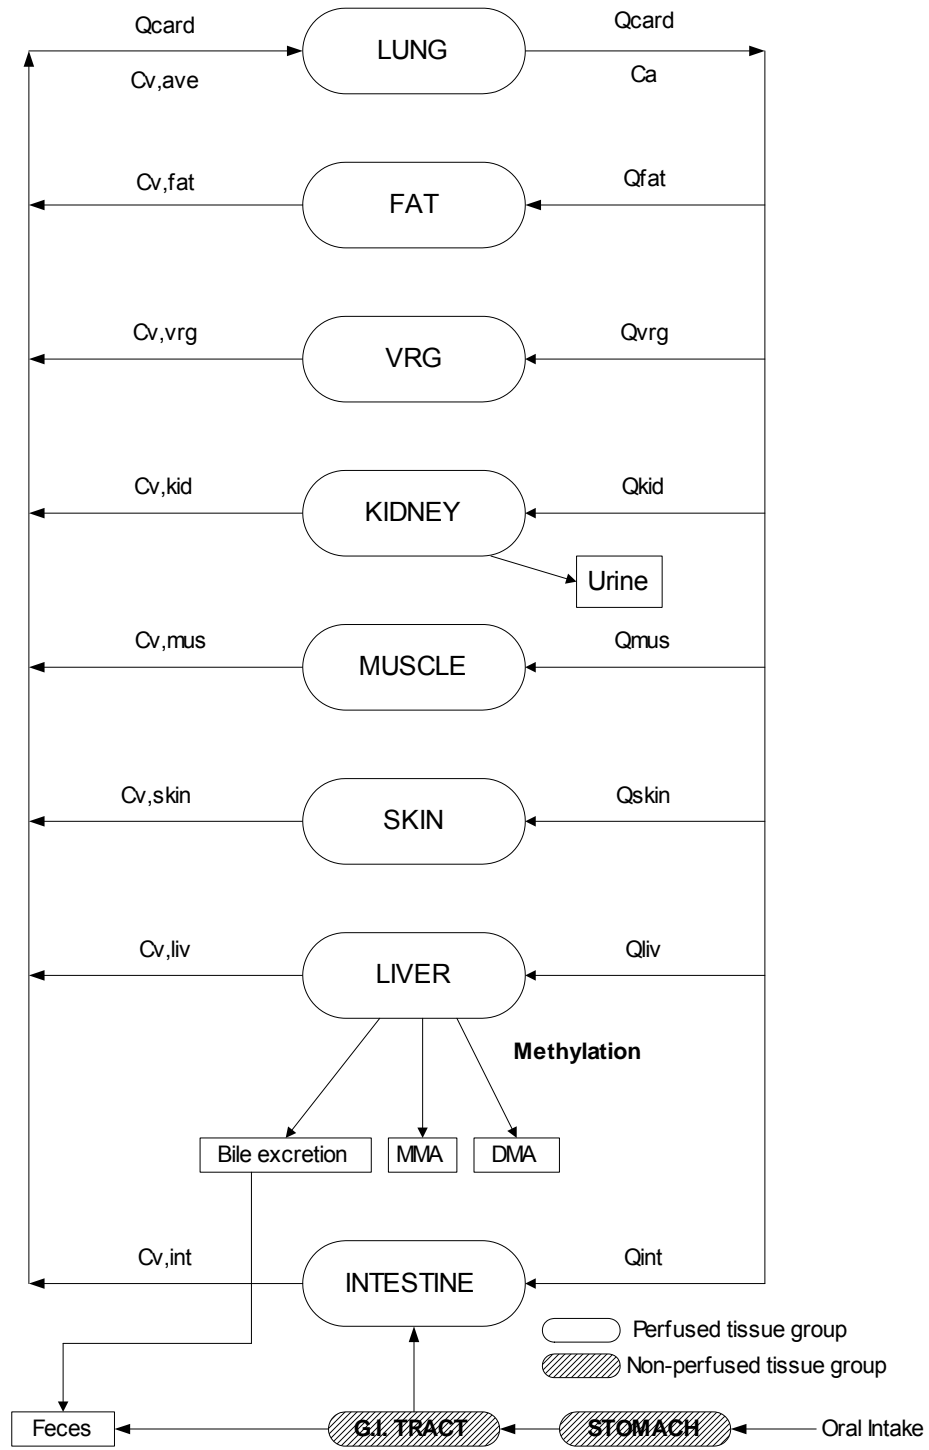 Qcard
LUNG
Qcard
Cv,ave
Ca
Cv,fat
FAT
Qfat
Cv,vrg
VRG
Qvrg
Cv,kid
KIDNEY
Qkid
Urine
Cv,mus
MUSCLE
Qmus
Cv,skin
SKIN
Qskin
Cv,liv
LIVER
Qliv
Methylation
Bile excretion
MMA
DMA
Cv,int
INTESTINE
Qint
Perfused tissue group
Non-perfused tissue group
Feces
G.I. TRACT
STOMACH
Oral Intake